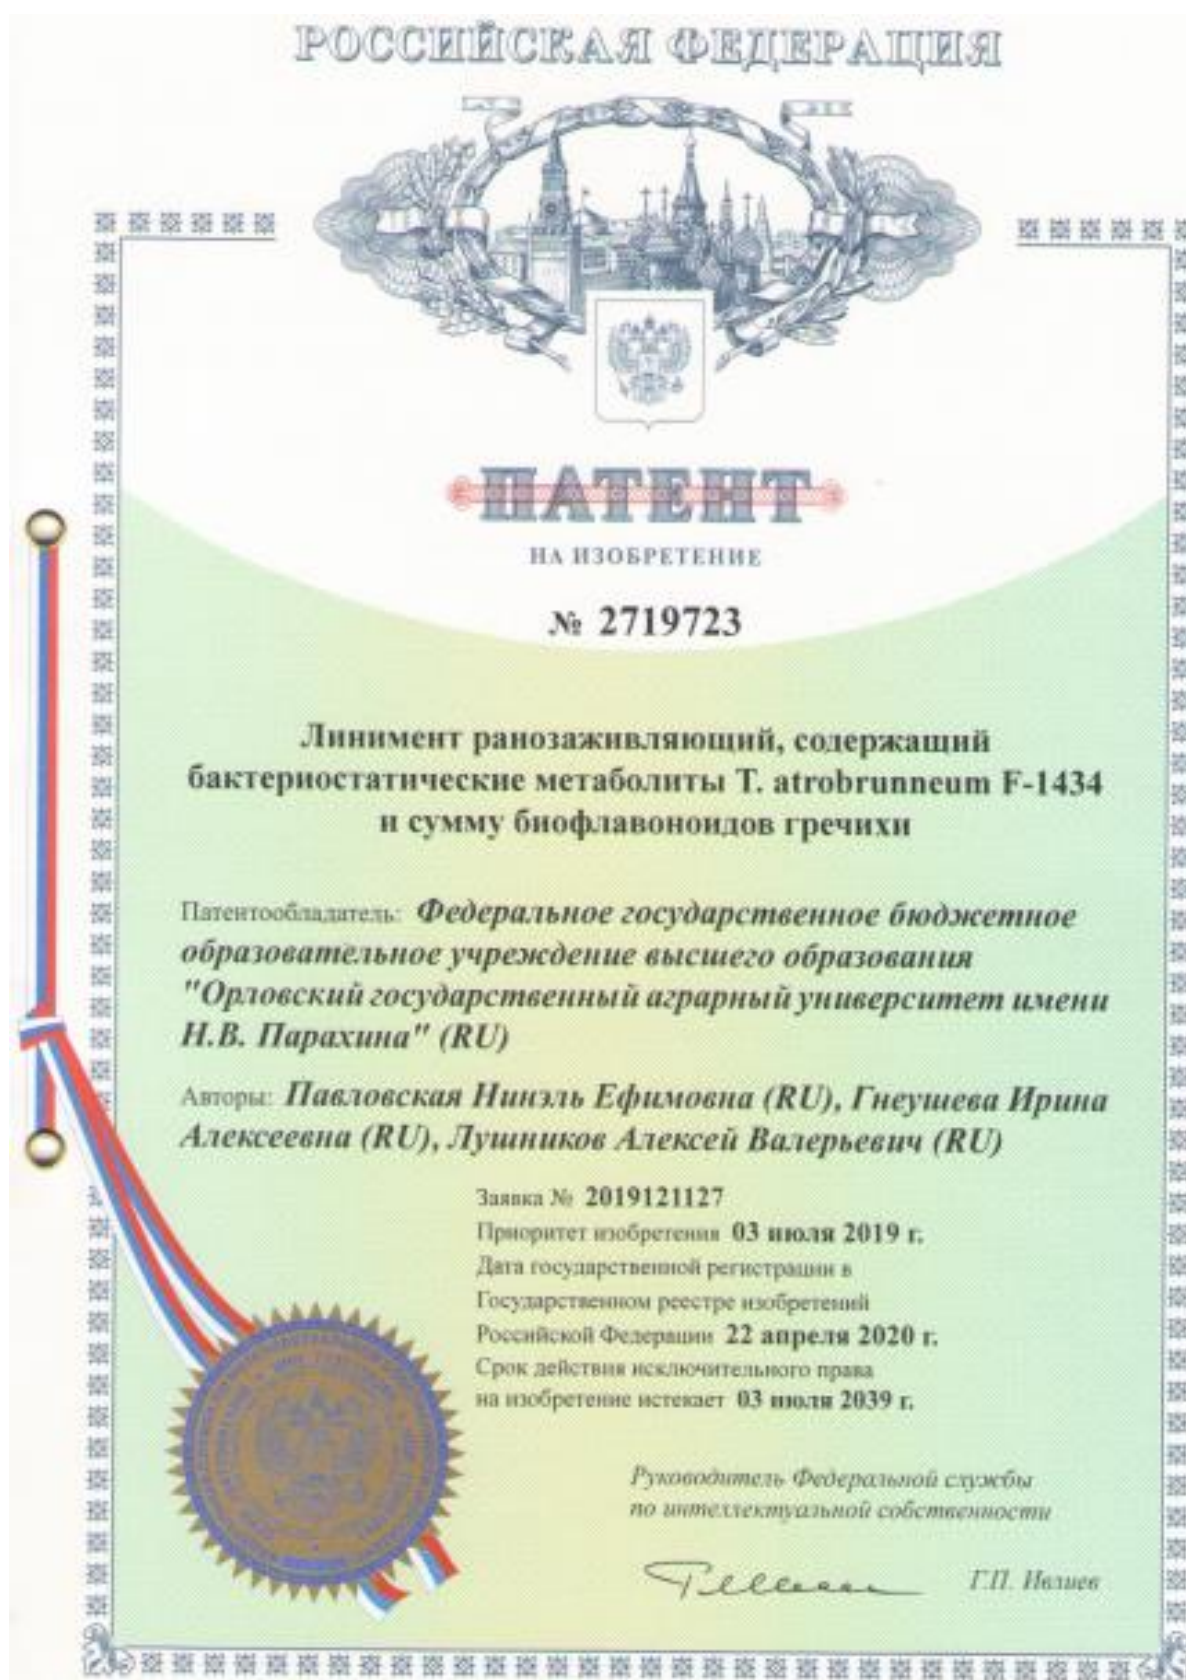 РОССИЙСКАЯ ФЕДЕРАЦИЯ
ПАТЕНТ
НА ИЗОБРЕТЕНИЕ
№ 2719723
Линимент ранозаживляющий, содержащий
бактериостатические метаболиты T. atrobrunneum F-1434
и сумму биофлавоноидов гречихи
Патентообладатель: Федеральное государственное бюджетное
образовательное учреждение высшего образования
"Орловский государственный аграрный университет имени
Н.В. Парахина" (RU)
Авторы: Павловская Нинэль Ефимовна (RU), Гнеушева Ирина
Алексеевна (RU), Лушников Алексей Валерьевич (RU)
Заявка № 2019121127
Приоритет изобретения 03 июля 2019 г.
Дата государственной регистрации в
Государственном реестре изобретений
Российской Федерации 22 апреля 2020 г.
Срок действия исключительного права
на изобретение истекает 03 июля 2039 г.
Руководитель Федеральной службы
по интеллектуальной собственности
Г.П. Ивлиев